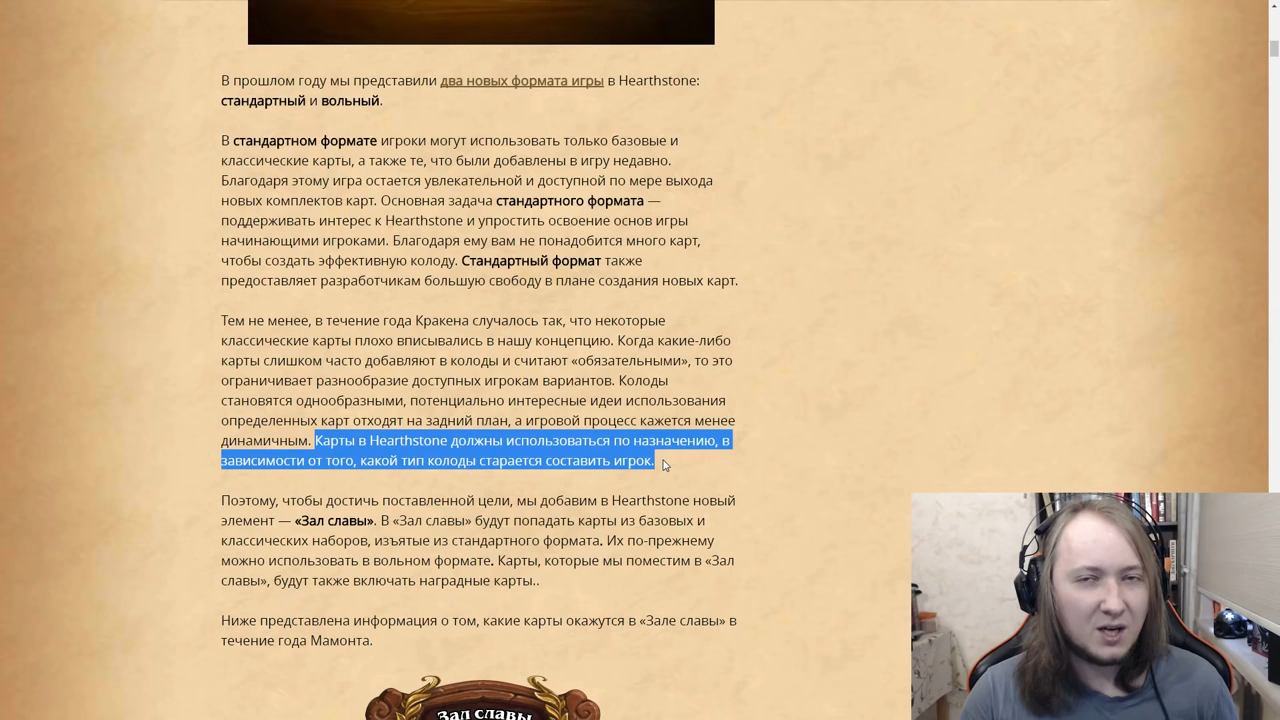 В прошлом году мы представили два новых формата игры в Hearthstone:
стандартный и вольный.
В стандартном формате игроки могут использовать только базовые и
классические карты, а также те, что были добавлены в игру недавно.
Благодаря этому игра остается увлекательной и доступной по мере выхода
новых комплектов карт. Основная задача стандартного формата —
поддерживать интерес к Hearthstone и упростить освоение основ игры
начинающими игроками. Благодаря ему вам не понадобится много карт,
чтобы создать эффективную колоду. Стандартный формат также
предоставляет разработчикам большую свободу в плане создания новых карт.
Тем не менее, в течение года Кракена случалось так, что некоторые
классические карты плохо вписывались в нашу концепцию. Когда какие-либо
карты слишком часто добавляют в колоды и считают «обязательными», то это
ограничивает разнообразие доступных игрокам вариантов. Колоды
становятся однообразными, потенциально интересные идеи использования
определенных карт отходят на задний план, а игровой процесс кажется менее
динамичным. Карты в Hearthstone должны использоваться по назначению, в
зависимости от того, какой тип колоды старается составить игрок.
Поэтому, чтобы достичь поставленной цели, мы добавим в Hearthstone новый
элемент — «Зал славы». В «Зал славы» будут попадать карты из базовых и
классических наборов, изъятые из стандартного формата. Их по-прежнему
можно использовать в вольном формате. Карты, которые мы поместим в «Зал
славы», будут также включать наградные карты..
Ниже представлена информация о том, какие карты окажутся в «Зале славы» в
течение года Мамонта.
Зал славы